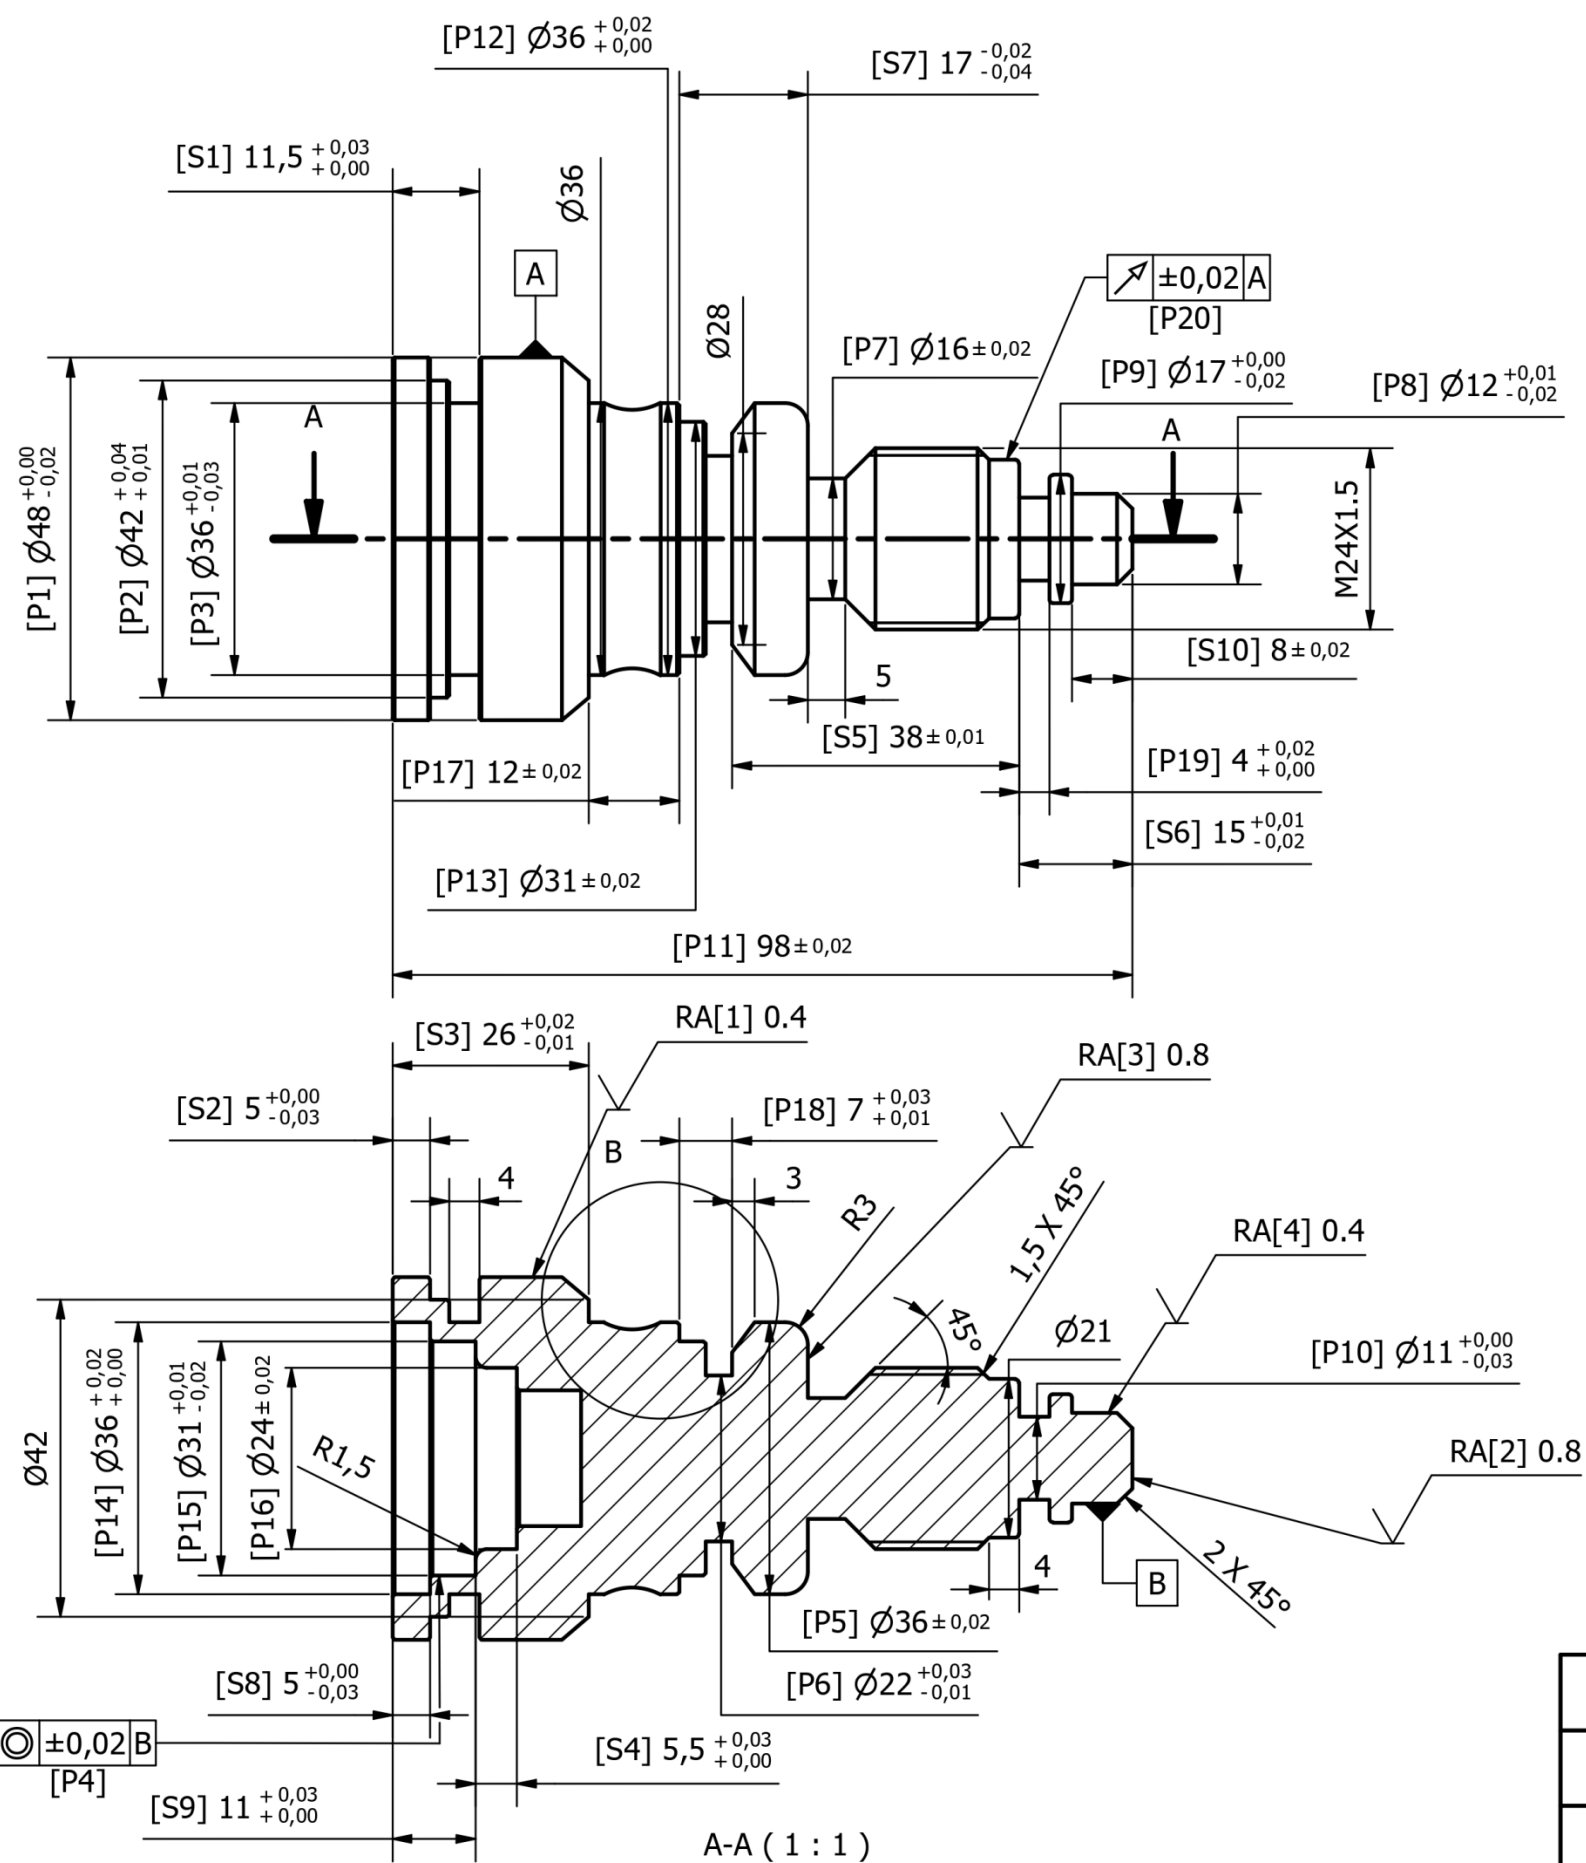 [P12] Ø36 +0,02 +0,00
[S7] 17 -0,02 -0,04
[S1] 11,5 +0,03 +0,00
Ø36
A
±0,02 A
[P20]
Ø28
[P7] Ø16±0,02
[P9] Ø17 +0,00 -0,02
[P8] Ø12 +0,01 -0,02
A
A
[P1] Ø48 +0,00 -0,02
[P2] Ø42 +0,04 +0,01
[P3] Ø36 +0,01 -0,03
M24X1.5
[S10] 8±0,02
5
[S5] 38±0,01
[P17] 12±0,02
[P19] 4 +0,02 +0,00
[S6] 15 +0,01 -0,02
[P13] Ø31±0,02
[P11] 98±0,02
[S3] 26 +0,02 -0,01
RA[1] 0.4
RA[3] 0.8
[S2] 5 +0,00 -0,03
[P18] 7 +0,03 +0,01
B
4
3
R3
1,5 X 45°
RA[4] 0.4
45°
Ø21
[P10] Ø11 +0,00 -0,03
Ø42
[P14] Ø36 +0,02 +0,00
[P15] Ø31 +0,01 -0,02
[P16] Ø24±0,02
R1,5
RA[2] 0.8
4
B
2 X 45°
[P5] Ø36±0,02
[S8] 5 +0,00 -0,03
[P6] Ø22 +0,03 -0,01
±0,02 B
[P4]
[S4] 5,5 +0,03 +0,00
[S9] 11 +0,03 +0,00
A-A ( 1 : 1 )